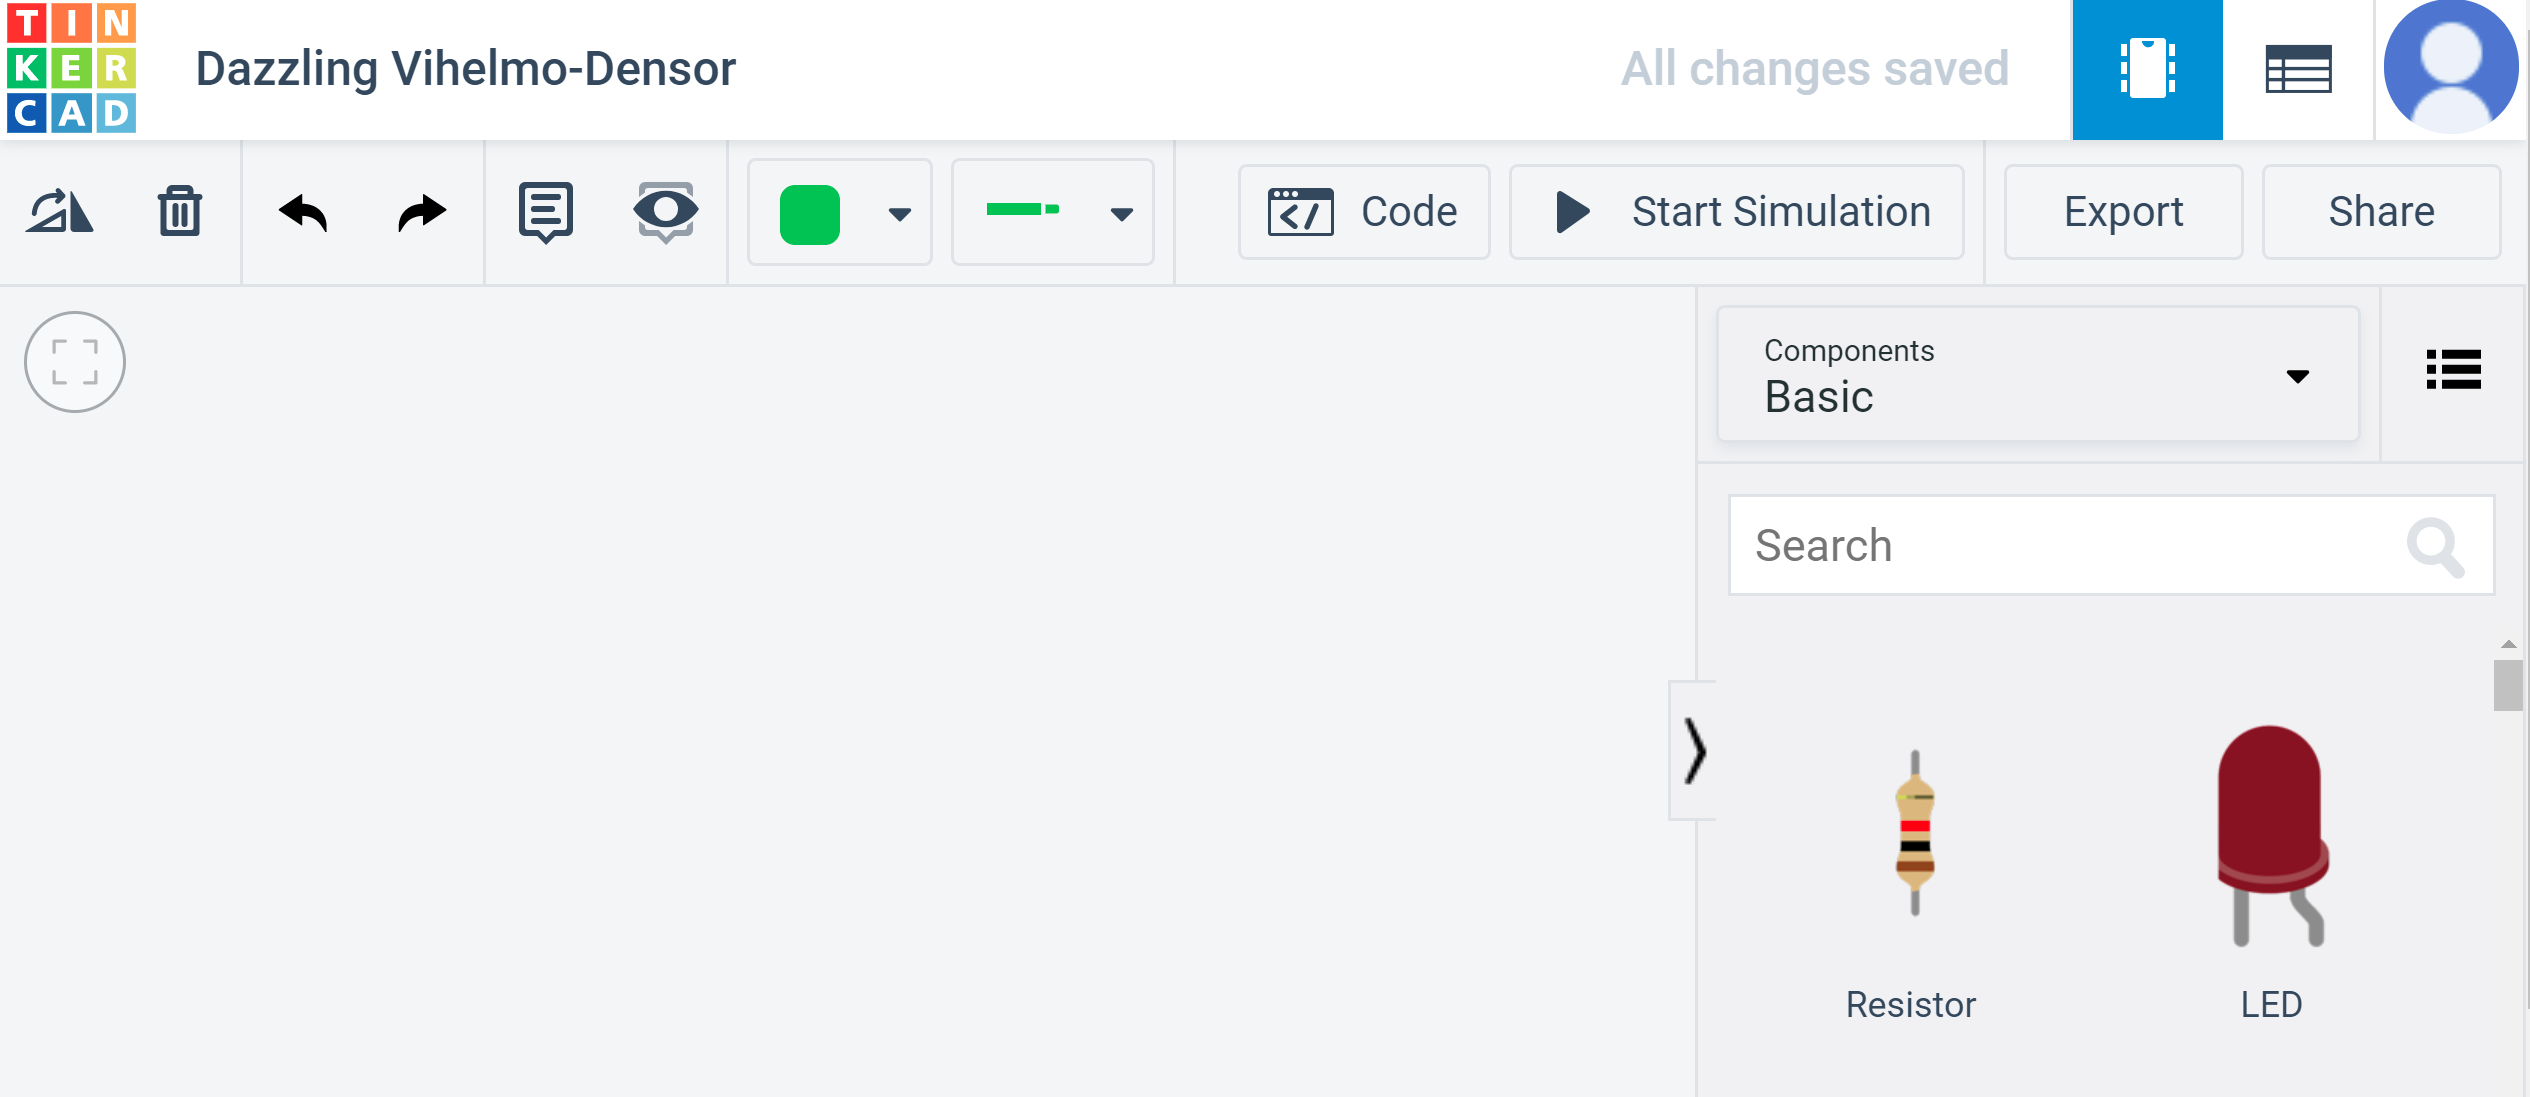 TIN
KER
CAD
Dazzling Vihelmo-Densor
All changes saved
Code
Start Simulation
Export
Share
Components
Basic
Search
Resistor
LED